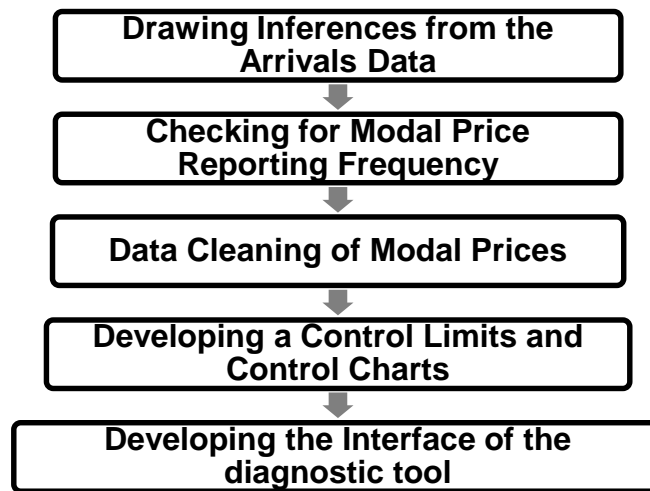 Drawing Inferences from the
Arrivals Data
Checking for Modal Price
Reporting Frequency
Data Cleaning of Modal Prices
Developing a Control Limits and
Control Charts
Developing the Interface of the
diagnostic tool